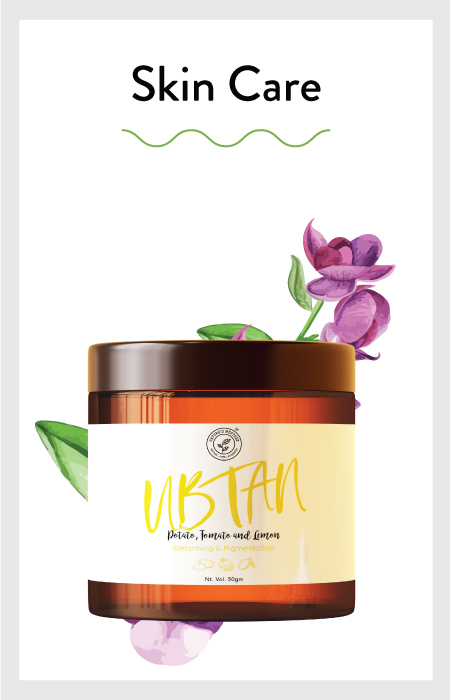 Skin Care
UBTAN
Potato, Tomato and Lemon
Detanning & Pigmentation
Nt. Vol. 50gm